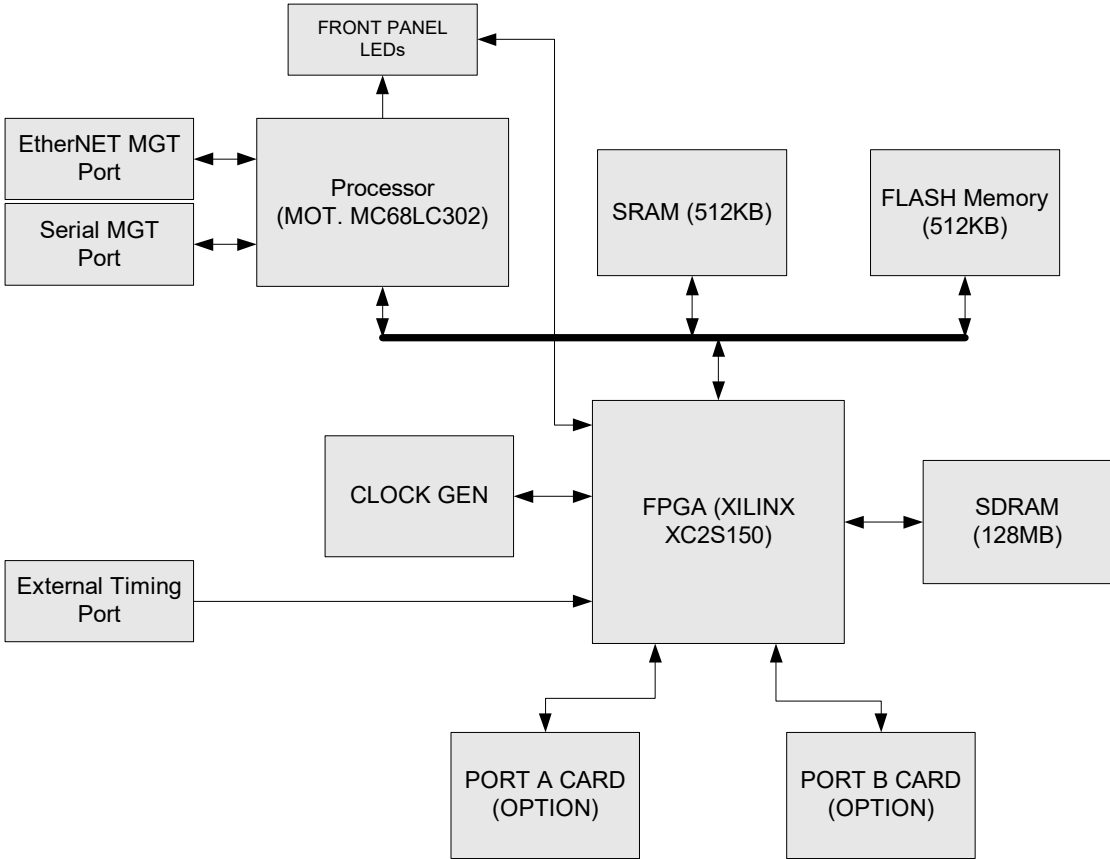 FRONT PANEL
LEDs
EtherNET MGT
Port
Processor
(MOT. MC68LC302)
SRAM (512KB)
FLASH Memory
(512KB)
Serial MGT
Port
CLOCK GEN
FPGA (XILINX
XC2S150)
SDRAM
(128MB)
External Timing
Port
PORT A CARD
(OPTION)
PORT B CARD
(OPTION)